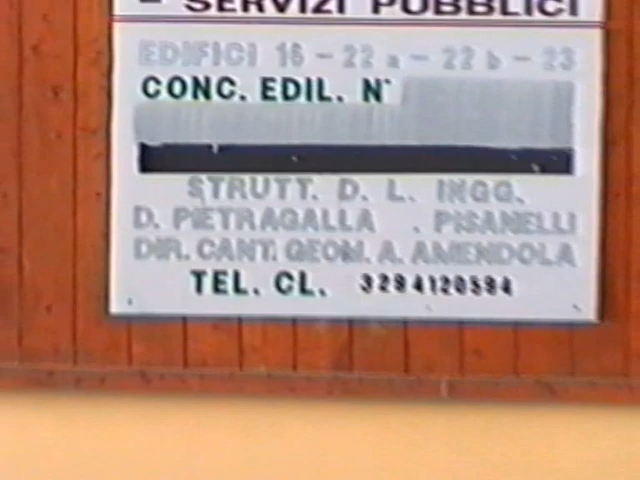 - SERVIZI PUBBLICI
EDIFICI 16 - 22 a - 22 b - 23
CONC. EDIL. N°
STRUTT. D. L. INGG.
D. PIETRAGALLA . PISANELLI
DIR. CANT. GEOM. A. AMENDOLA
TEL. CL. 3294120594